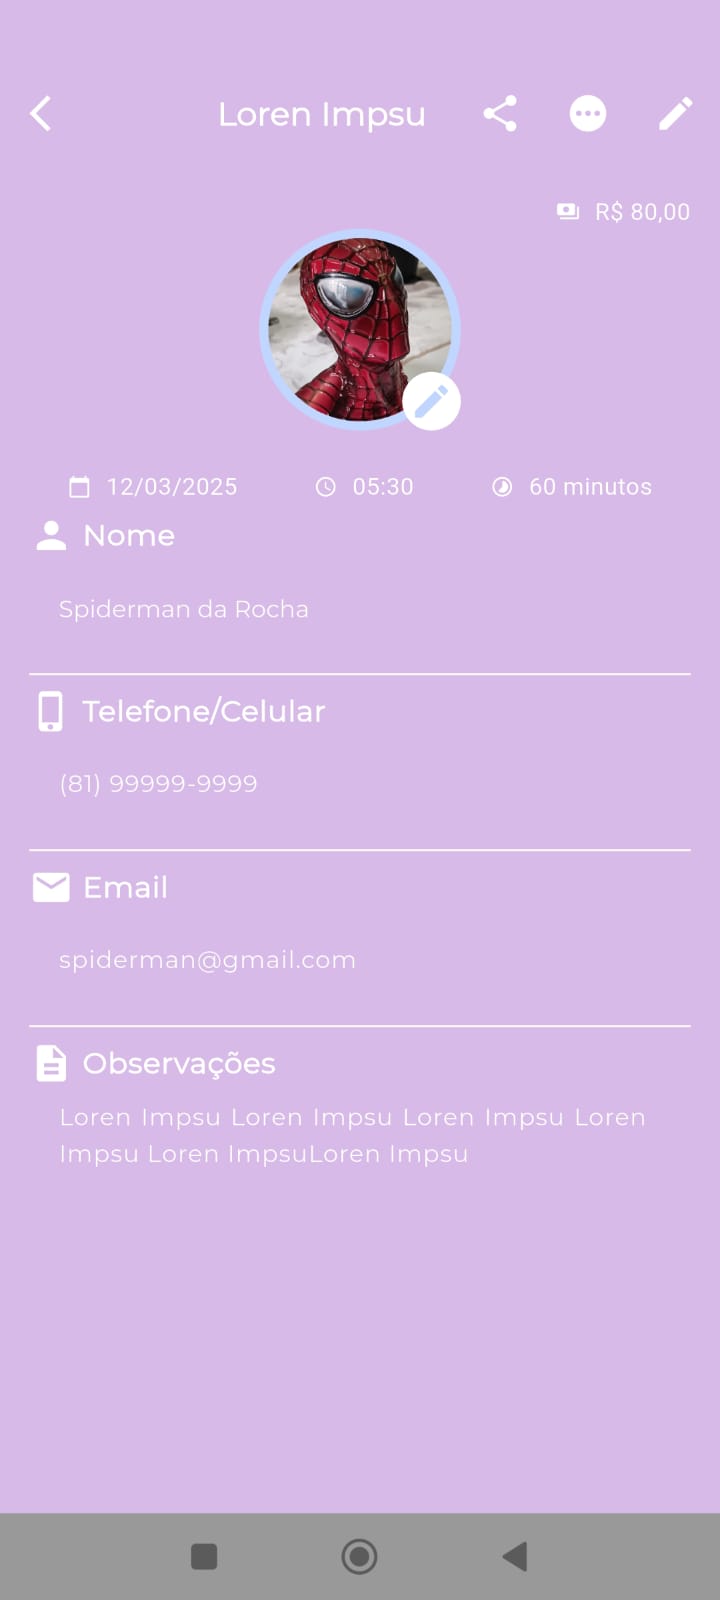 Loren Impsu
R$ 80,00
12/03/2025 05:30 60 minutos
Nome
Spiderman da Rocha
Telefone/Celular
(81) 99999-9999
Email
spiderman@gmail.com
Observações
Loren Impsu Loren Impsu Loren Impsu Loren
Impsu Loren ImpsuLoren Impsu